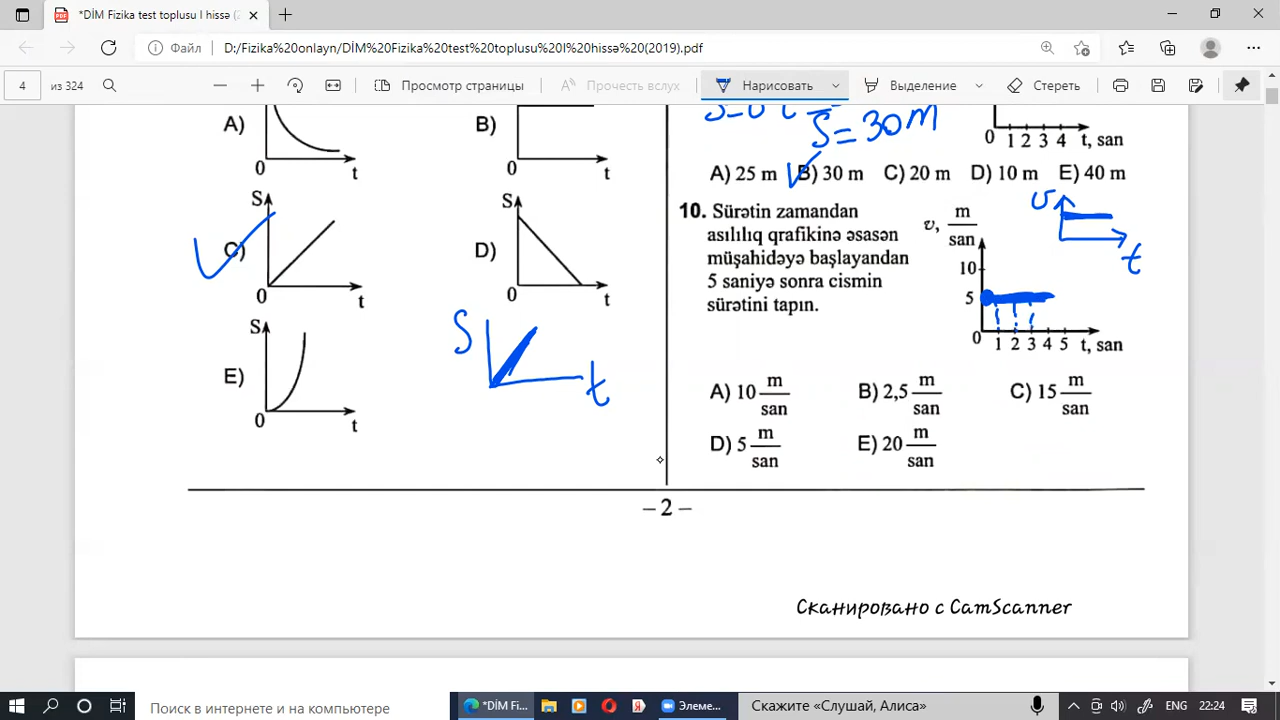 *DİM Fizika test toplusu I hissə (2
Файл
D:/Fizika%20onlayn/DİM%20Fizika%20test%20toplusu%20I%20hissə%20(2019).pdf
4
из 324
Просмотр страницы
Прочесть вслух
Нарисовать
Выделение
Стереть
A)
0
t
B)
0
t
S
C)
0
t
S
D)
0
t
S
E)
0
t
S
t
S = 30 m
0 1 2 3 4 t, san
A) 25 m B) 30 m C) 20 m D) 10 m E) 40 m
10. Sürətin zamandan
asılılıq qrafikinə əsasən
müşahidəyə başlayandan
5 saniyə sonra cismin
sürətini tapın.
v, m/san
10
5
0 1 2 3 4 5 t, san
υ
t
A) 10 m/san B) 2,5 m/san C) 15 m/san
D) 5 m/san E) 20 m/san
– 2 –
Сканировано с CamScanner
Поиск в интернете и на компьютере
*DİM Fi...
Элеме...
Скажите «Слушай, Алиса»
ENG
22:24